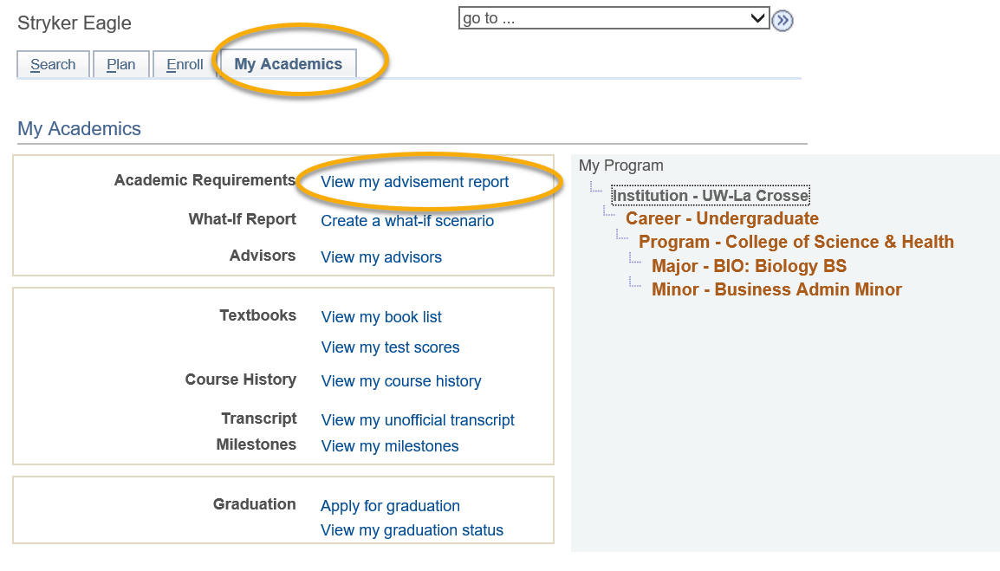 Stryker Eagle
go to ...
Search Plan Enroll My Academics
My Academics
Academic Requirements View my advisement report
What-If Report Create a what-if scenario
Advisors View my advisors
Textbooks View my book list
View my test scores
Course History View my course history
Transcript View my unofficial transcript
Milestones View my milestones
Graduation Apply for graduation
View my graduation status
My Program
Institution - UW-La Crosse
Career - Undergraduate
Program - College of Science & Health
Major - BIO: Biology BS
Minor - Business Admin Minor